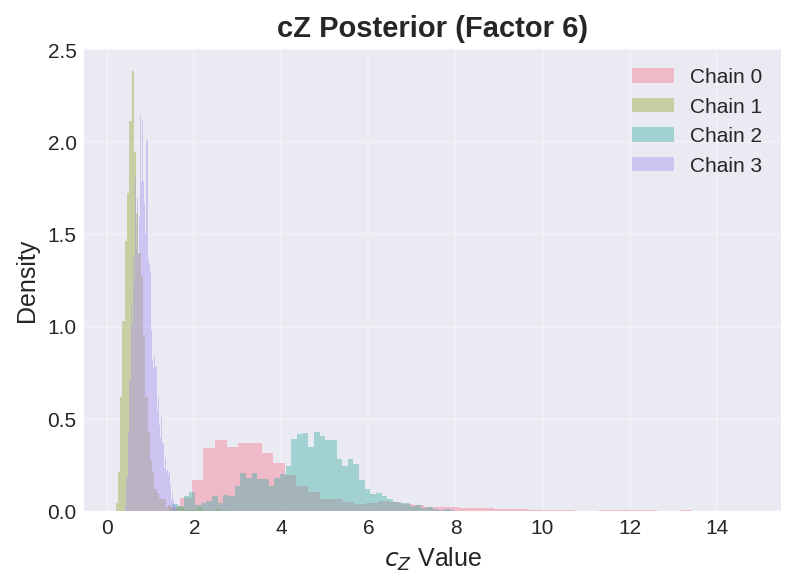 cZ Posterior (Factor 6)
2.5
2.0
1.5
1.0
0.5
0.0
Density
Chain 0
Chain 1
Chain 2
Chain 3
0 2 4 6 8 10 12 14
c_Z Value